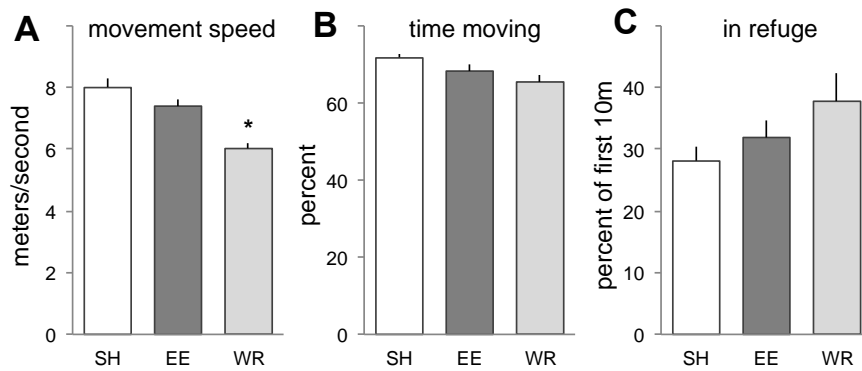 A movement speed
meters/second
8
6
4
2
0
*
SH EE WR
B time moving
percent
60
40
20
0
SH EE WR
C in refuge
percent of first 10m
40
30
20
10
0
SH EE WR